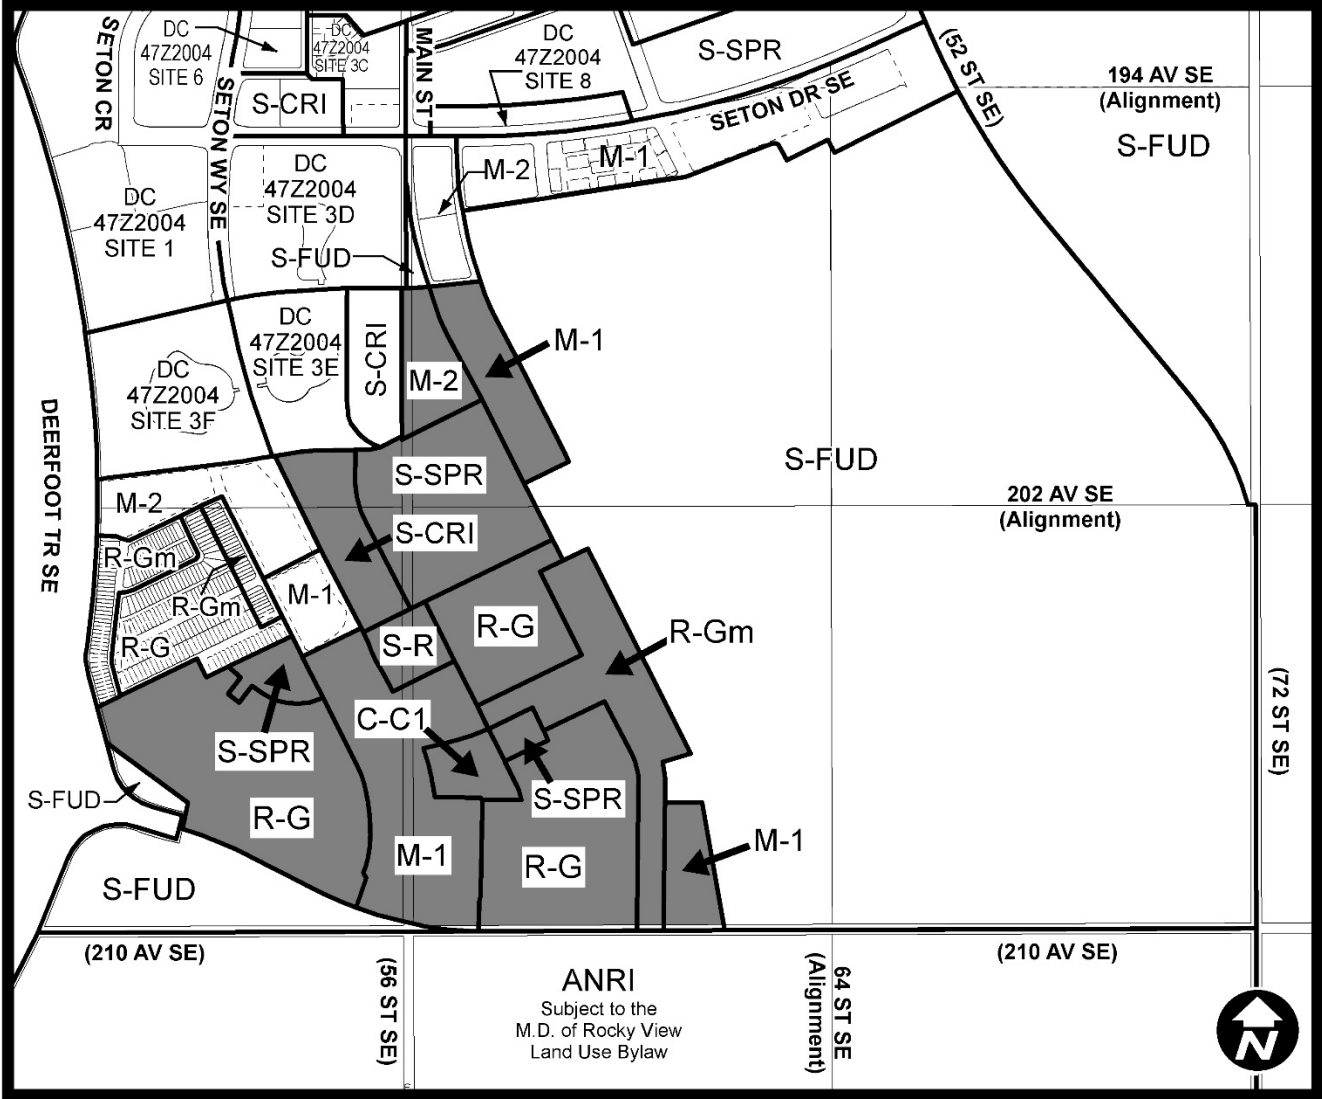 SETON CR
DC
47Z2004
SITE 6
DC
47Z2004
SITE 3C
MAIN ST
DC
47Z2004
SITE 8
S-SPR
(52 ST SE)
194 AV SE
(Alignment)
S-FUD
SETON WY SE
S-CRI
SETON DR SE
M-2
M-1
DC
47Z2004
SITE 1
DC
47Z2004
SITE 3D
S-FUD
DC
47Z2004
SITE 3E
S-CRI
M-1
DC
47Z2004
SITE 3F
M-2
DEERFOOT TR SE
S-FUD
S-SPR
202 AV SE
(Alignment)
M-2
S-CRI
R-Gm
R-Gm
M-1
R-G
S-R
R-G
R-Gm
C-C1
S-SPR
(72 ST SE)
S-FUD
R-G
S-SPR
M-1
M-1
R-G
S-FUD
(210 AV SE)
(210 AV SE)
(56 ST SE)
ANRI
Subject to the
M.D. of Rocky View
Land Use Bylaw
64 ST SE
(Alignment)
N